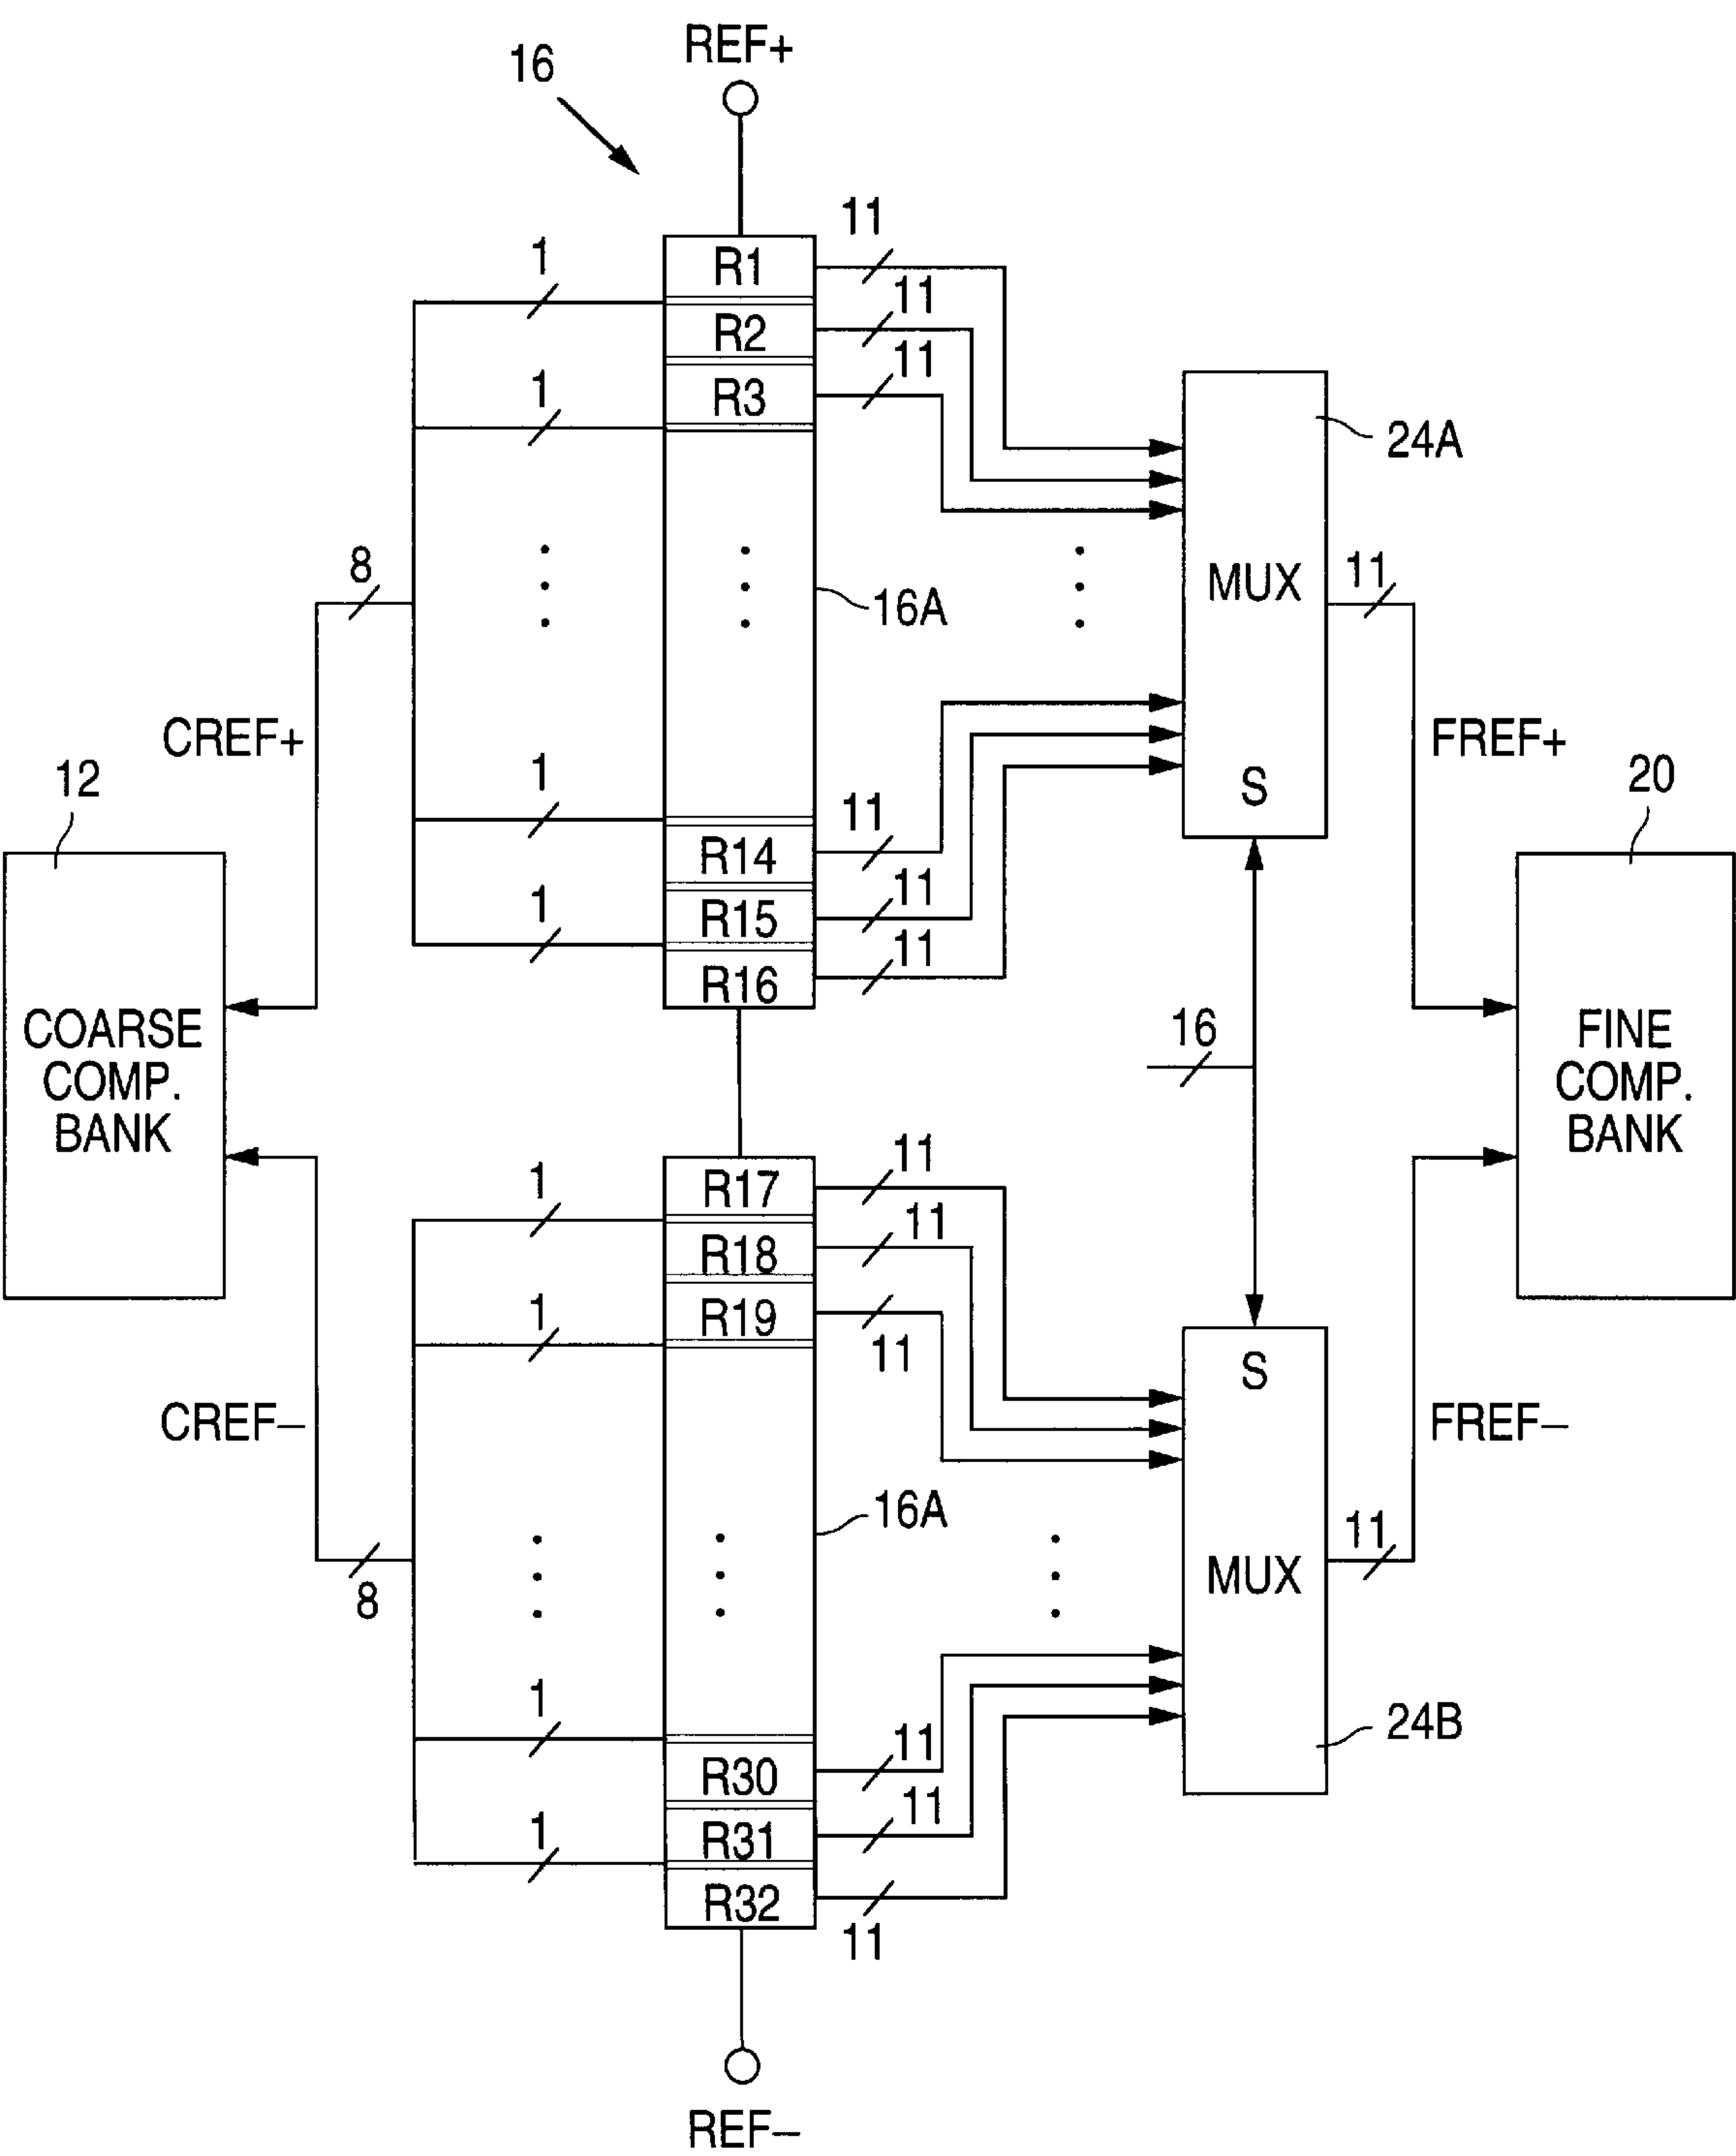 REF+
16
11
1
R1
11
R2
11
1
R3
24A
8
MUX
11
16A
CREF+
FREF+
12
1
S
20
11
R14
1
11
R15
11
R16
16
COARSE
COMP.
BANK
FINE
COMP.
BANK
11
1
R17
11
R18
1
R19
11
S
CREF–
FREF–
16A
11
8
MUX
1
11
24B
R30
11
1
R31
R32
11
REF–